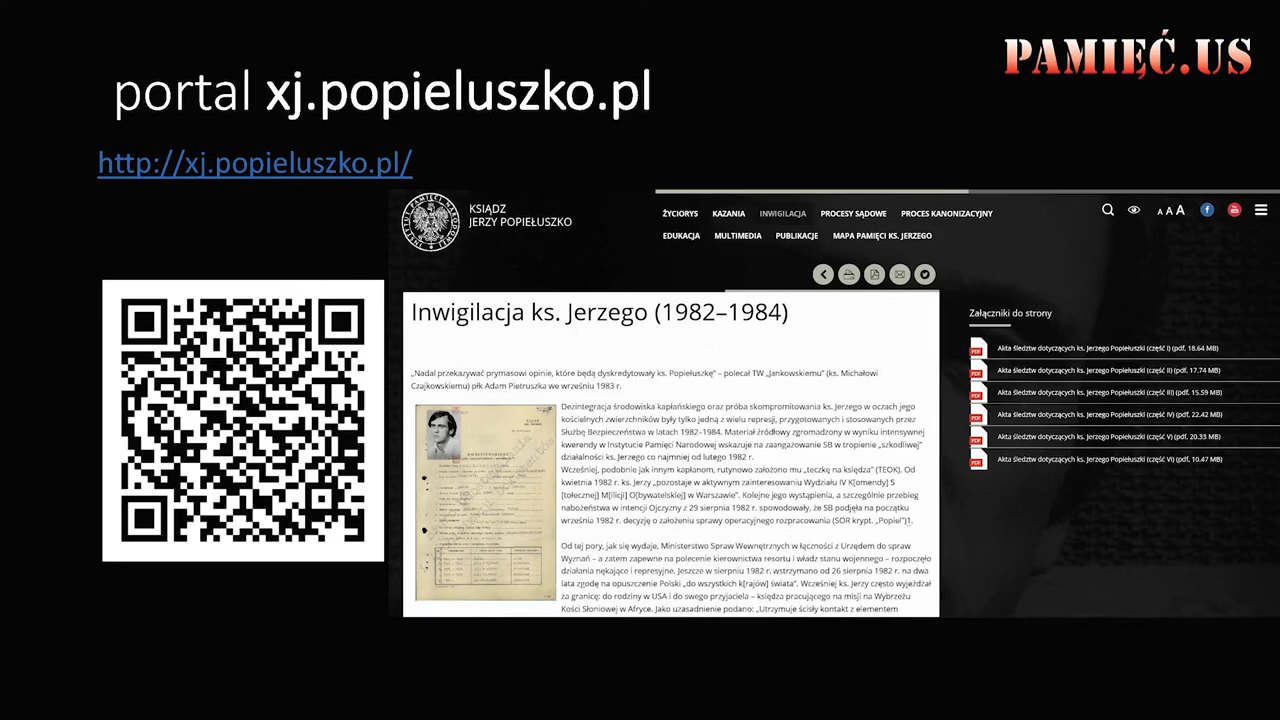 PAMIĘĆ.US
portal xj.popieluszko.pl
http://xj.popieluszko.pl/
INSTYTUT PAMIĘCI NARODOWEJ
KSIĄDZ
JERZY POPIEŁUSZKO
ŻYCIORYS KAZANIA INWIGILACJA PROCESY SĄDOWE PROCES KANONIZACYJNY
EDUKACJA MULTIMEDIA PUBLIKACJE MAPA PAMIĘCI KS. JERZEGO
A A A
Inwigilacja ks. Jerzego (1982–1984)
„Nadal przekazywać prymasowi opinie, które będą dyskredytowały ks. Popiełuszkę” – polecał TW „Jankowskiemu” (ks. Michałowi
Czajkowskiemu) płk Adam Pietruszka we wrześniu 1983 r.
Dezintegracja środowiska kapłańskiego oraz próba skompromitowania ks. Jerzego w oczach jego
kościelnych zwierzchników były tylko jedną z wielu represji, przygotowanych i stosowanych przez
Służbę Bezpieczeństwa w latach 1982–1984. Materiał źródłowy zgromadzony w wyniku intensywnej
kwerendy w Instytucie Pamięci Narodowej wskazuje na zaangażowanie SB w tropienie „szkodliwej”
działalności ks. Jerzego co najmniej od lutego 1982 r.
Wcześniej, podobnie jak innym kapłanom, rutynowo założono mu „teczkę na księdza” (TEOK). Od
kwietnia 1982 r. ks. Jerzy „pozostaje w aktywnym zainteresowaniu Wydziału IV K[omendy] S
[tołecznej] M[ilicji] O[bywatelskiej] w Warszawie”. Kolejne jego wystąpienia, a szczególnie przebieg
nabożeństwa w intencji Ojczyzny z 29 sierpnia 1982 r. spowodowały, że SB podjęła na początku
września 1982 r. decyzję o założeniu sprawy operacyjnego rozpracowania (SOR krypt. „Popiel”)1.
Od tej pory, jak się wydaje, Ministerstwo Spraw Wewnętrznych w łączności z Urzędem do spraw
Wyznań – a zatem zapewne na polecenie kierownictwa resortu i władz stanu wojennego – rozpoczęło
działania nękające i represyjne. Jeszcze w sierpniu 1982 r. wstrzymano od 26 sierpnia 1982 r. na dwa
lata zgodę na opuszczenie Polski „do wszystkich k[rajów] świata”. Wcześniej ks. Jerzy często wyjeżdżał
za granicę: do rodziny w USA i do swego przyjaciela – księdza pracującego na misji na Wybrzeżu
Kości Słoniowej w Afryce. Jako uzasadnienie podano: „Utrzymuje ścisły kontakt z elementem
Załączniki do strony
PDF Akta śledztw dotyczących ks. Jerzego Popiełuszki (część I) (pdf, 18.64 MB)
PDF Akta śledztw dotyczących ks. Jerzego Popiełuszki (część II) (pdf, 17.74 MB)
PDF Akta śledztw dotyczących ks. Jerzego Popiełuszki (część III) (pdf, 15.59 MB)
PDF Akta śledztw dotyczących ks. Jerzego Popiełuszki (część IV) (pdf, 22.42 MB)
PDF Akta śledztw dotyczących ks. Jerzego Popiełuszki (część V) (pdf, 20.33 MB)
PDF Akta śledztw dotyczących ks. Jerzego Popiełuszki (część VI) (pdf, 10.47 MB)